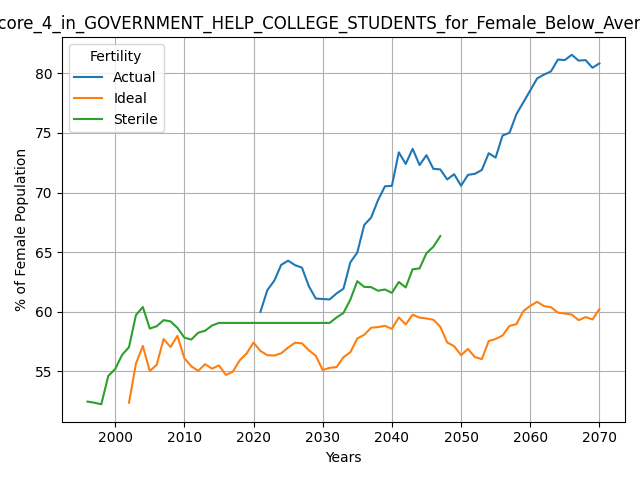 core_4_in_GOVERNMENT_HELP_COLLEGE_STUDENTS_for_Female_Below_Aver
Fertility
Actual
Ideal
Sterile
% of Female Population
80
75
70
65
60
55
2000 2010 2020 2030 2040 2050 2060 2070
Years